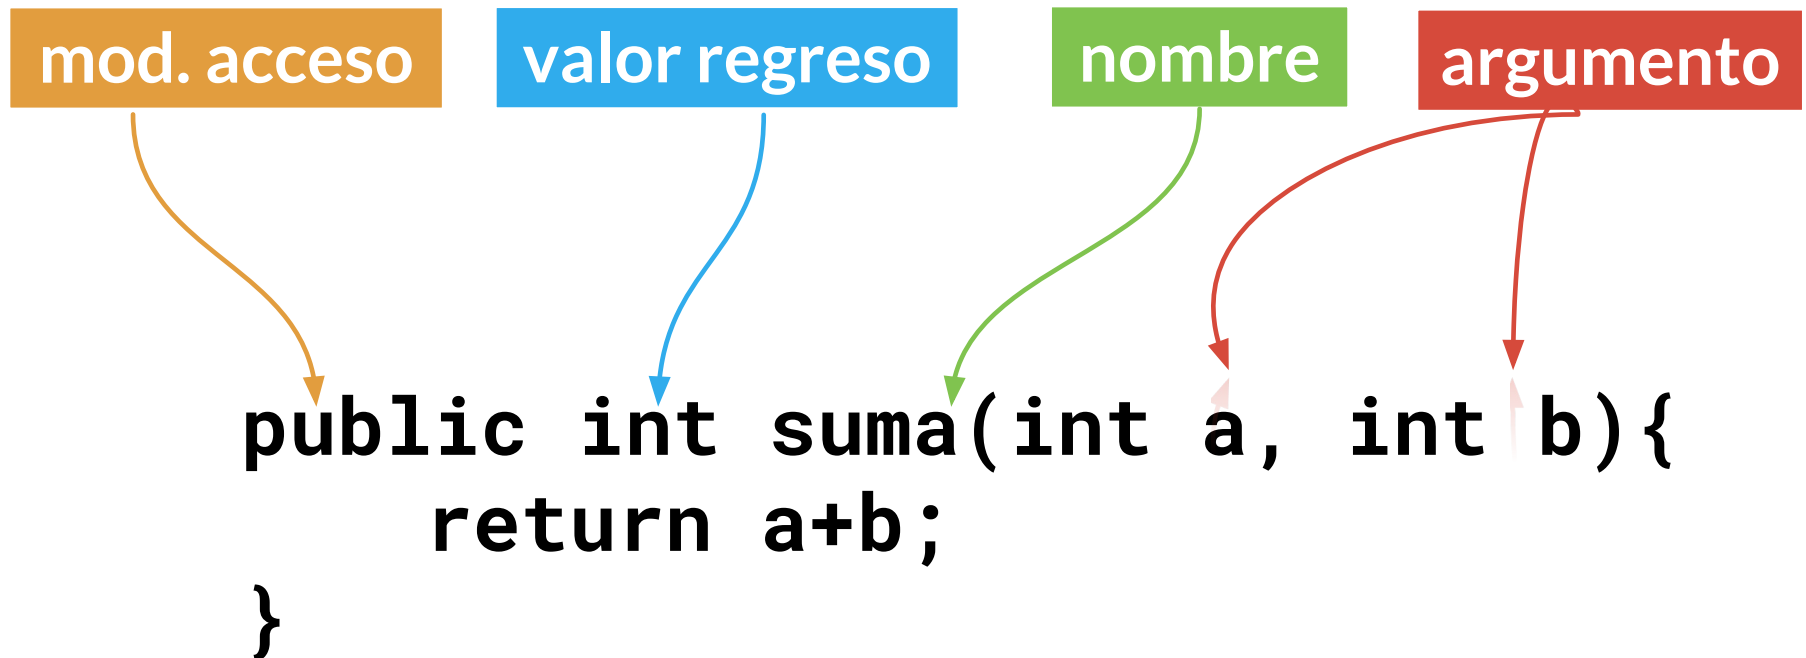 mod. acceso valor regreso nombre argumento
public int suma(int a, int b){
return a+b;
}